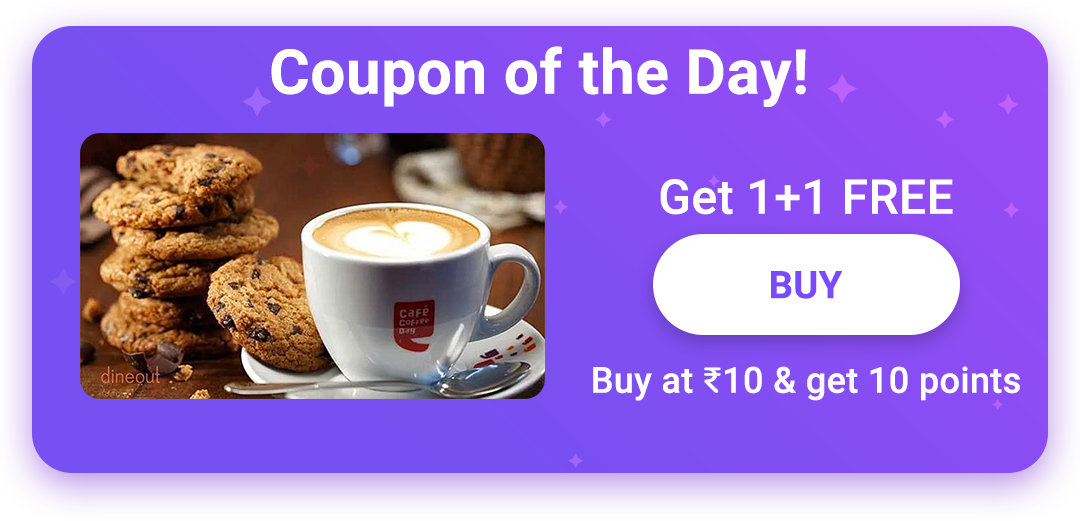 Coupon of the Day!
Get 1+1 FREE
BUY
Buy at ₹10 & get 10 points
Café
Coffee
Day
dineout